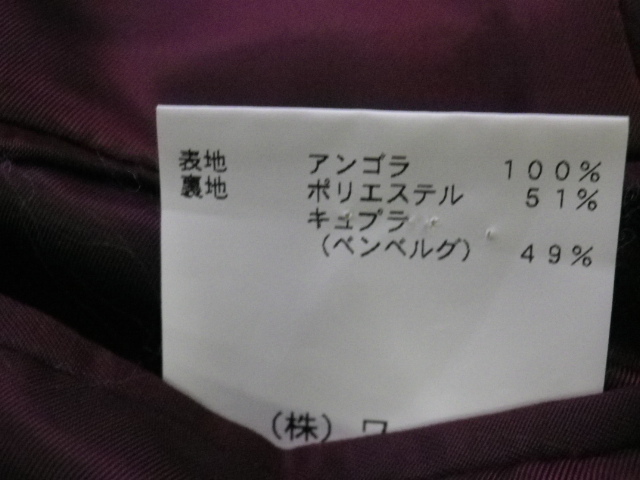 表地 アンゴラ 100%
裏地 ポリエステル 51%
キュプラ
(ベンベルグ) 49%
(株)